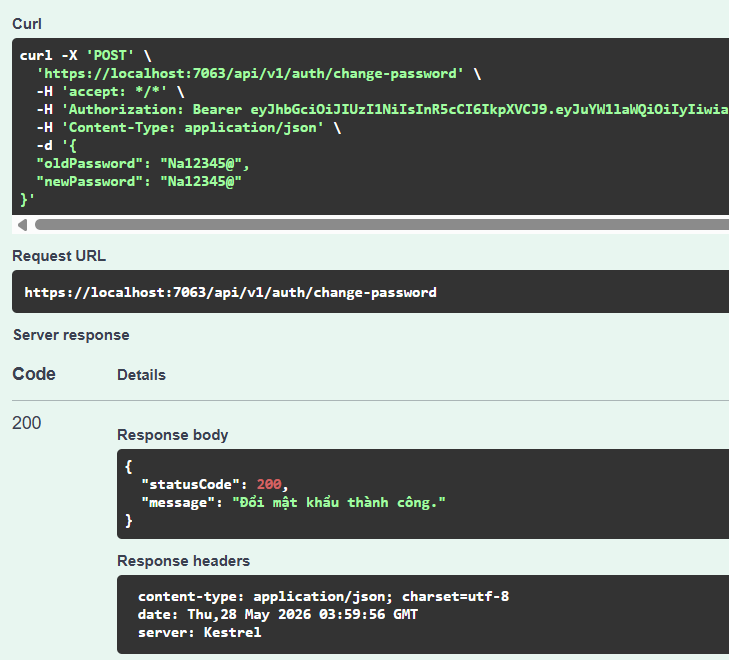 Curl
curl -X 'POST' \
'https://localhost:7063/api/v1/auth/change-password' \
-H 'accept: */*' \
-H 'Authorization: Bearer eyJhbGciOiJIUzI1NiIsInR5cCI6IkpXVCJ9.eyJuYW1laWQiOiIyIiwia
-H 'Content-Type: application/json' \
-d '{
"oldPassword": "Na12345@",
"newPassword": "Na12345@"
}'
Request URL
https://localhost:7063/api/v1/auth/change-password
Server response
Code Details
200
Response body
{
"statusCode": 200,
"message": "Đổi mật khẩu thành công."
}
Response headers
content-type: application/json; charset=utf-8
date: Thu,28 May 2026 03:59:56 GMT
server: Kestrel